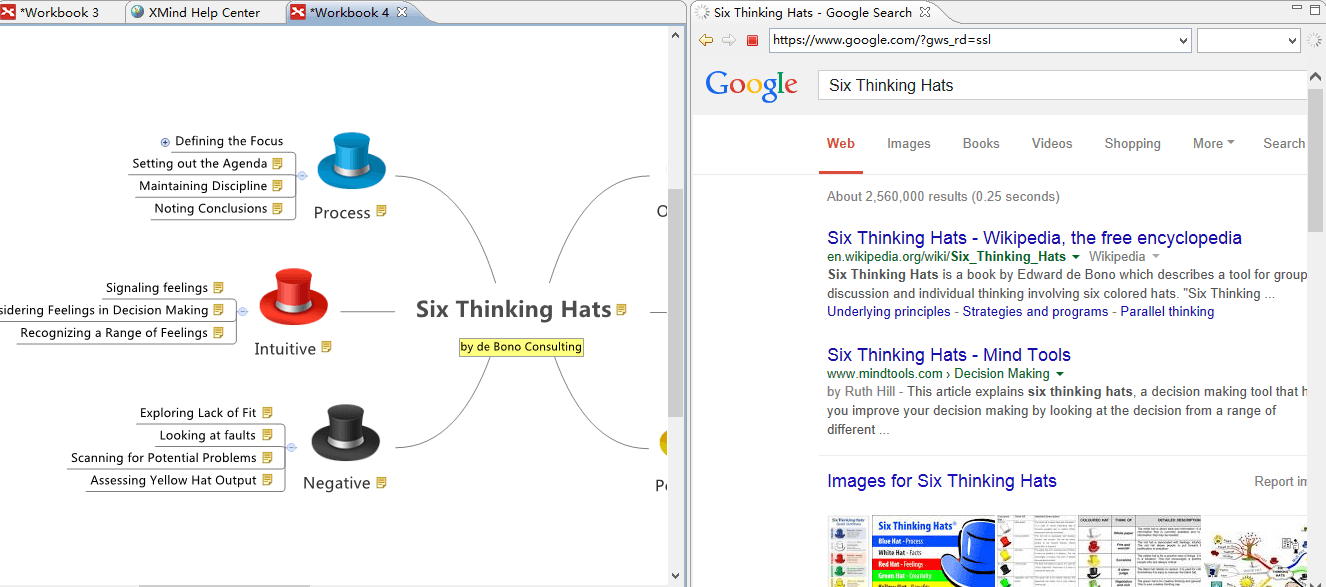 *Workbook 3
XMind Help Center
*Workbook 4
Defining the Focus
Setting out the Agenda
Maintaining Discipline
Noting Conclusions
Process
Signaling feelings
sidering Feelings in Decision Making
Recognizing a Range of Feelings
Intuitive
Six Thinking Hats
by de Bono Consulting
Exploring Lack of Fit
Looking at faults
Scanning for Potential Problems
Assessing Yellow Hat Output
Negative
Six Thinking Hats - Google Search
https://www.google.com/?gws_rd=ssl
Google
Six Thinking Hats
Web Images Books Videos Shopping More Search
About 2,560,000 results (0.25 seconds)
Six Thinking Hats - Wikipedia, the free encyclopedia
en.wikipedia.org/wiki/Six_Thinking_Hats Wikipedia
Six Thinking Hats is a book by Edward de Bono which describes a tool for group
discussion and individual thinking involving six colored hats. "Six Thinking ...
Underlying principles - Strategies and programs - Parallel thinking
Six Thinking Hats - Mind Tools
www.mindtools.com › Decision Making
by Ruth Hill - This article explains six thinking hats, a decision making tool that h
you improve your decision making by looking at the decision from a range of
different ...
Images for Six Thinking Hats
Report im
Six Thinking Hats®
Blue Hat - Process
White Hat - Facts
Red Hat - Feelings
Green Hat - Creativity
COLOURED HAT THINK OF DETAILED DESCRIPTION